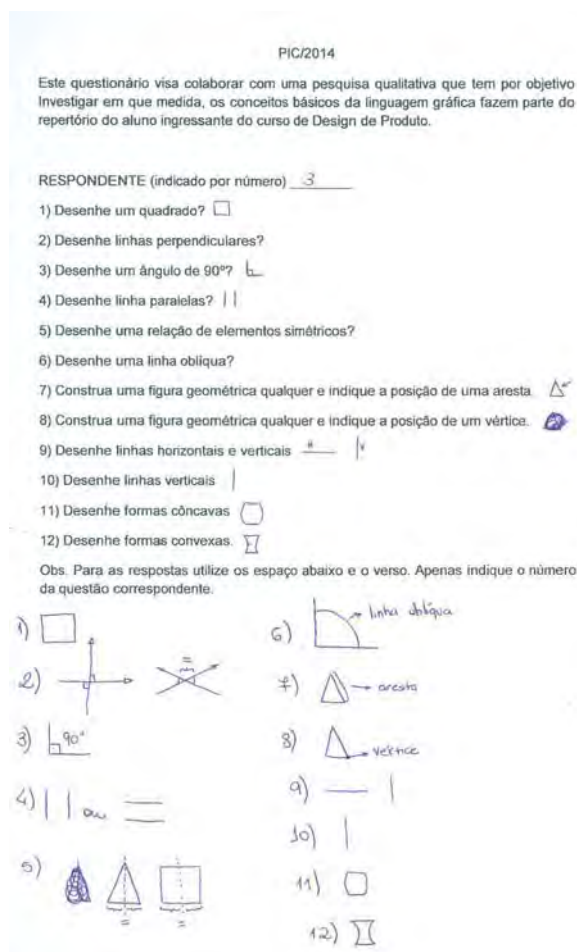 PIC/2014
Este questionário visa colaborar com uma pesquisa qualitativa que tem por objetivo
Investigar em que medida, os conceitos básicos da linguagem gráfica fazem parte do
repertório do aluno ingressante do curso de Design de Produto.
RESPONDENTE (indicado por número) 3
1) Desenhe um quadrado?
2) Desenhe linhas perpendiculares?
3) Desenhe um ângulo de 90º?
4) Desenhe linha paralelas?
5) Desenhe uma relação de elementos simétricos?
6) Desenhe uma linha oblíqua?
7) Construa uma figura geométrica qualquer e indique a posição de uma aresta.
8) Construa uma figura geométrica qualquer e indique a posição de um vértice.
9) Desenhe linhas horizontais e verticais
10) Desenhe linhas verticais
11) Desenhe formas côncavas
12) Desenhe formas convexas.
Obs. Para as respostas utilize os espaço abaixo e o verso. Apenas indique o número
da questão correspondente.
1)
2) =
3) 90°
4) ou
5) = =
6) linha oblíqua
7) aresta
8) vértice
9)
10)
11)
12)